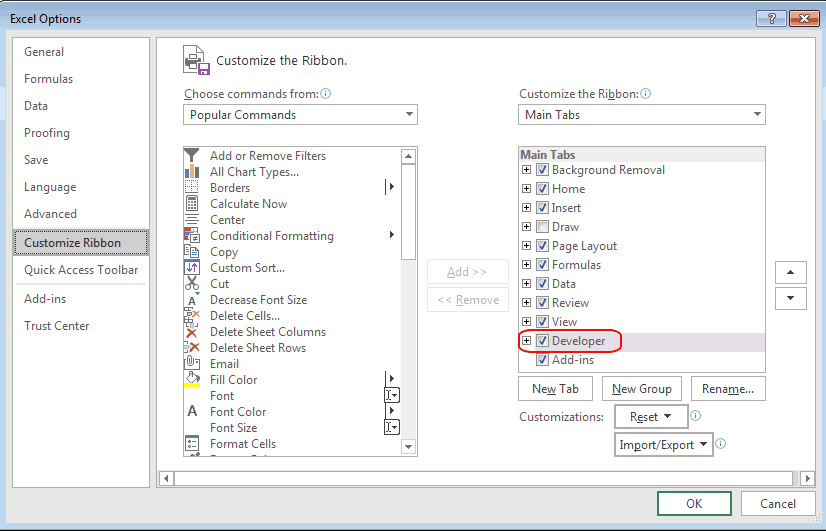 Excel Options
?
General
Formulas
Data
Proofing
Save
Language
Advanced
Customize Ribbon
Quick Access Toolbar
Add-ins
Trust Center
Customize the Ribbon.
Choose commands from:
Popular Commands
Add or Remove Filters
All Chart Types...
Borders
Calculate Now
Center
Conditional Formatting
Copy
Custom Sort...
Cut
Decrease Font Size
Delete Cells...
Delete Sheet Columns
Delete Sheet Rows
Email
Fill Color
Font
Font Color
Font Size
Format Cells
Add >>
<< Remove
Customize the Ribbon:
Main Tabs
Main Tabs
Background Removal
Home
Insert
Draw
Page Layout
Formulas
Data
Review
View
Developer
Add-ins
New Tab
New Group
Rename...
Customizations:
Reset
Import/Export
OK
Cancel